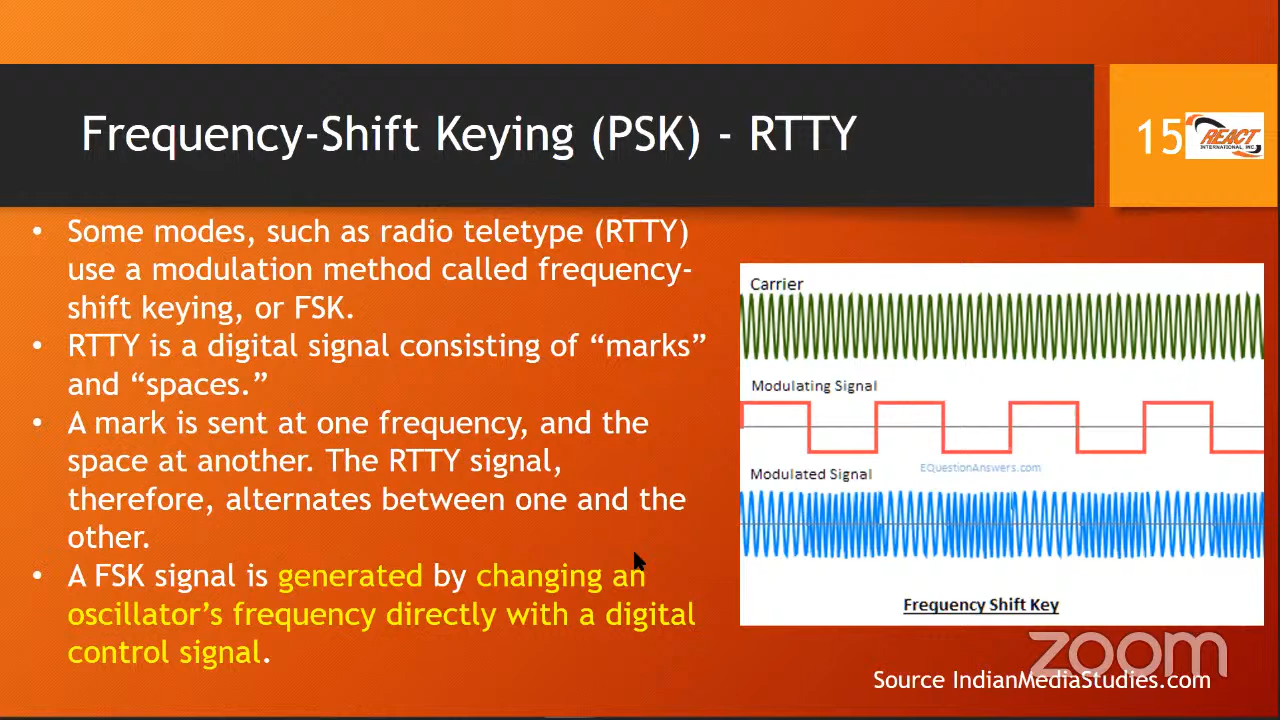 Frequency-Shift Keying (PSK) - RTTY
15
REACT
INTERNATIONAL, INC.
• Some modes, such as radio teletype (RTTY)
use a modulation method called frequency-
shift keying, or FSK.
• RTTY is a digital signal consisting of “marks”
and “spaces.”
• A mark is sent at one frequency, and the
space at another. The RTTY signal,
therefore, alternates between one and the
other.
• A FSK signal is generated by changing an
oscillator’s frequency directly with a digital
control signal.
Carrier
Modulating Signal
EQuestionAnswers.com
Modulated Signal
Frequency Shift Key
zoom
Source IndianMediaStudies.com